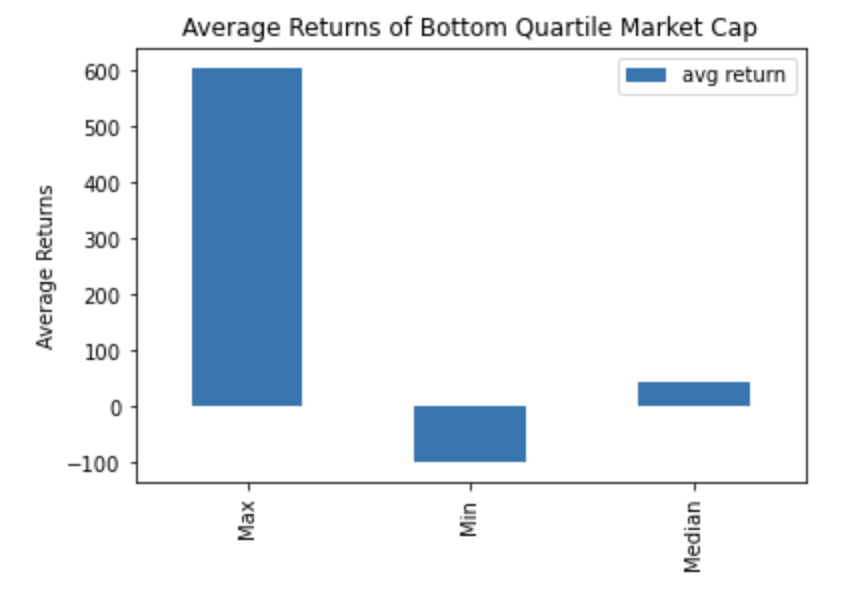 Average Returns of Bottom Quartile Market Cap
avg return
600
500
400
300
200
100
0
−100
Average Returns
Max
Min
Median